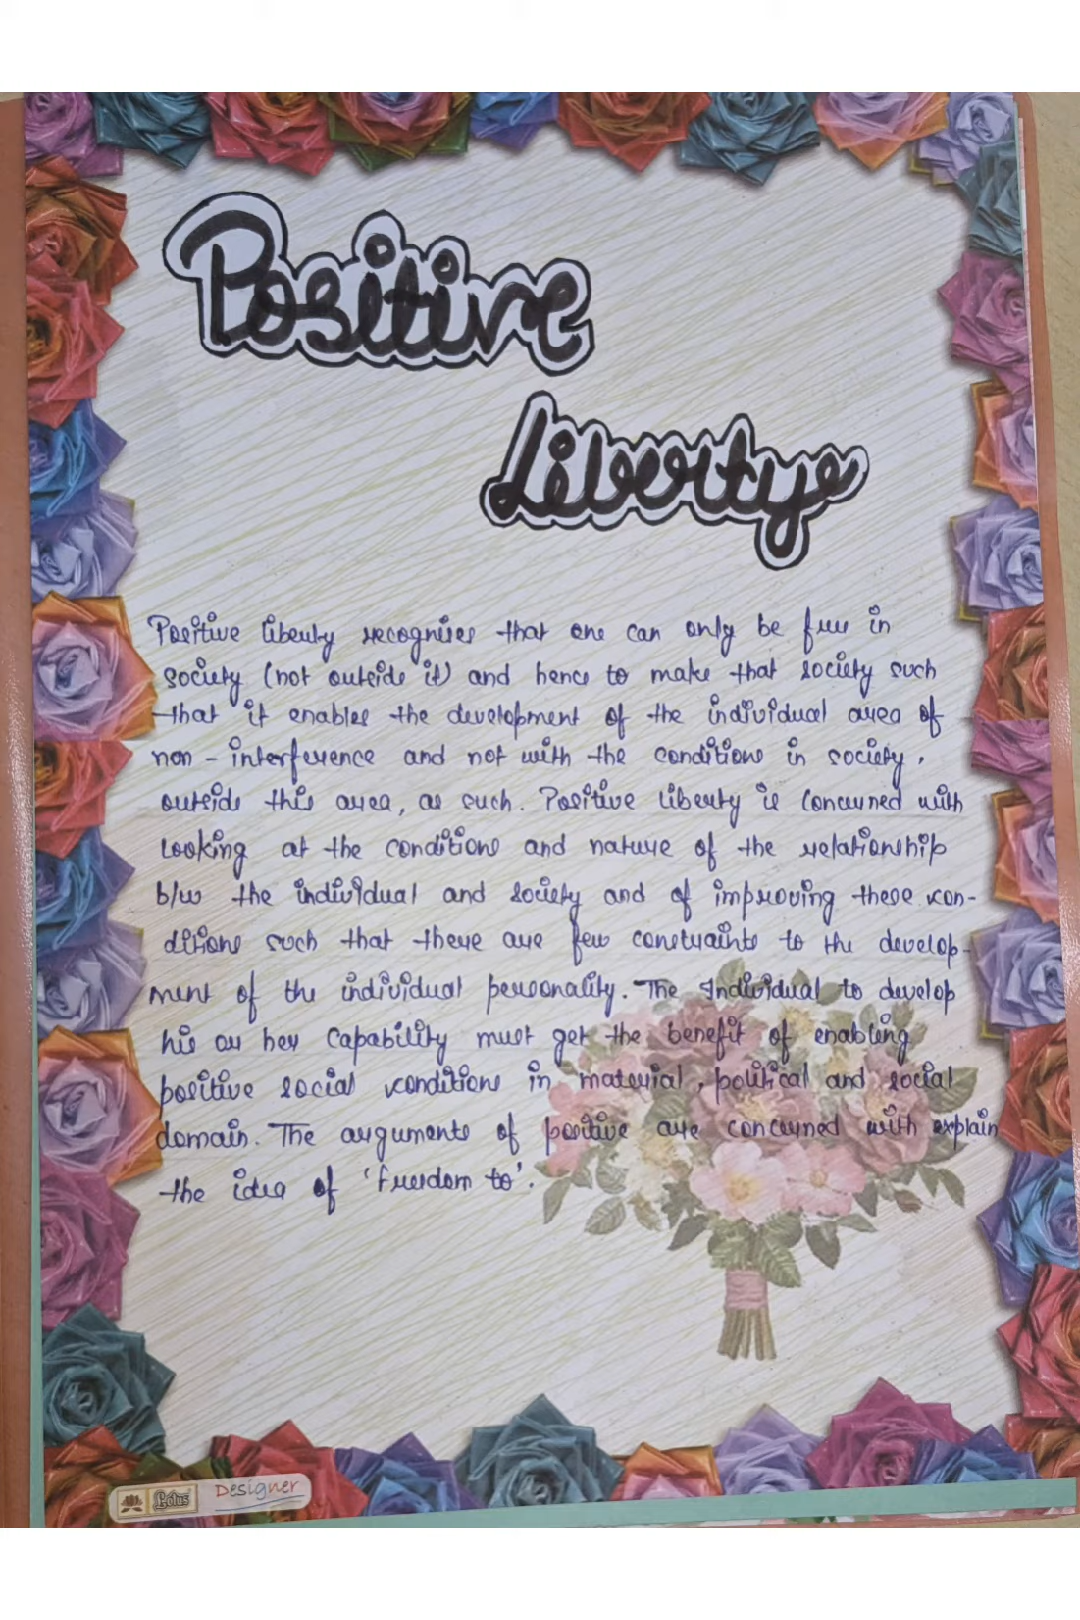 Positive
Liberty
Positive liberty recognises that one can only be free in
society (not outside it) and hence to make that society such
that it enables the development of the individual area of
non-interference and not with the conditions in society,
outside this area, as such. Positive liberty is concerned with
looking at the conditions and nature of the relationship
b/w the individual and society and of improving these con-
ditions such that there are few constraints to the develop-
ment of the individual personality. The Individual to develop
his or her capability must get the benefit of enabling
positive social conditions in material, political and social
domain. The arguments of positive are concerned with explain
the idea of 'freedom to'.
Lotus Designer